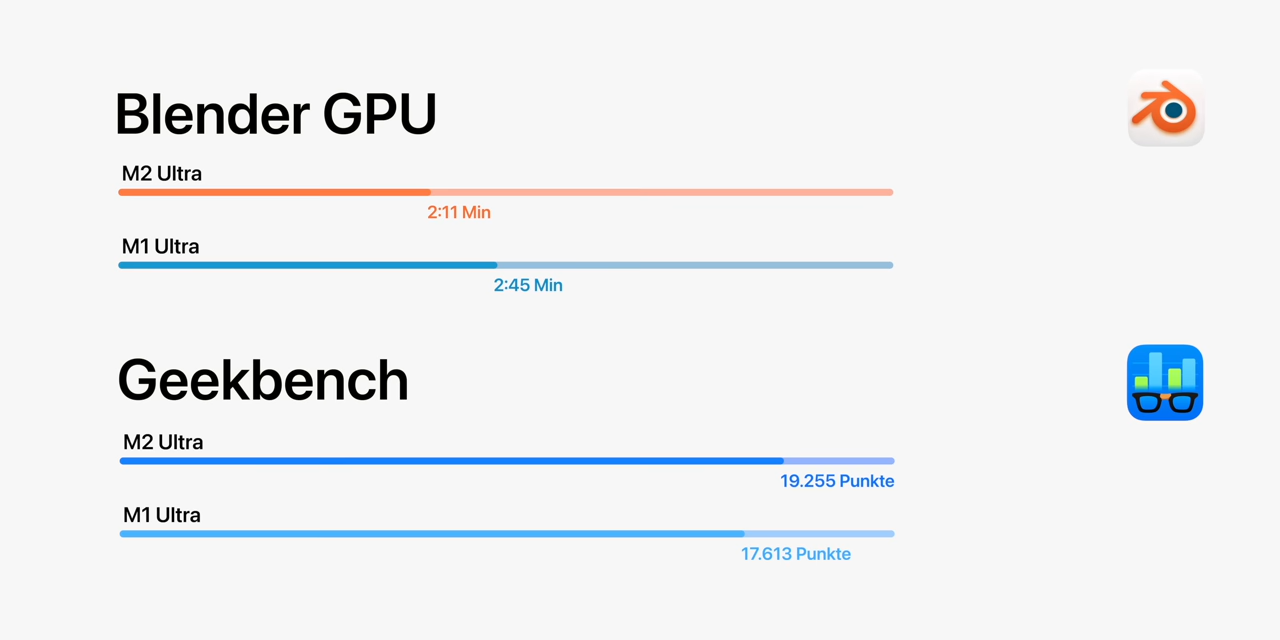 Blender GPU
M2 Ultra
2:11 Min
M1 Ultra
2:45 Min
Geekbench
M2 Ultra
19.255 Punkte
M1 Ultra
17.613 Punkte